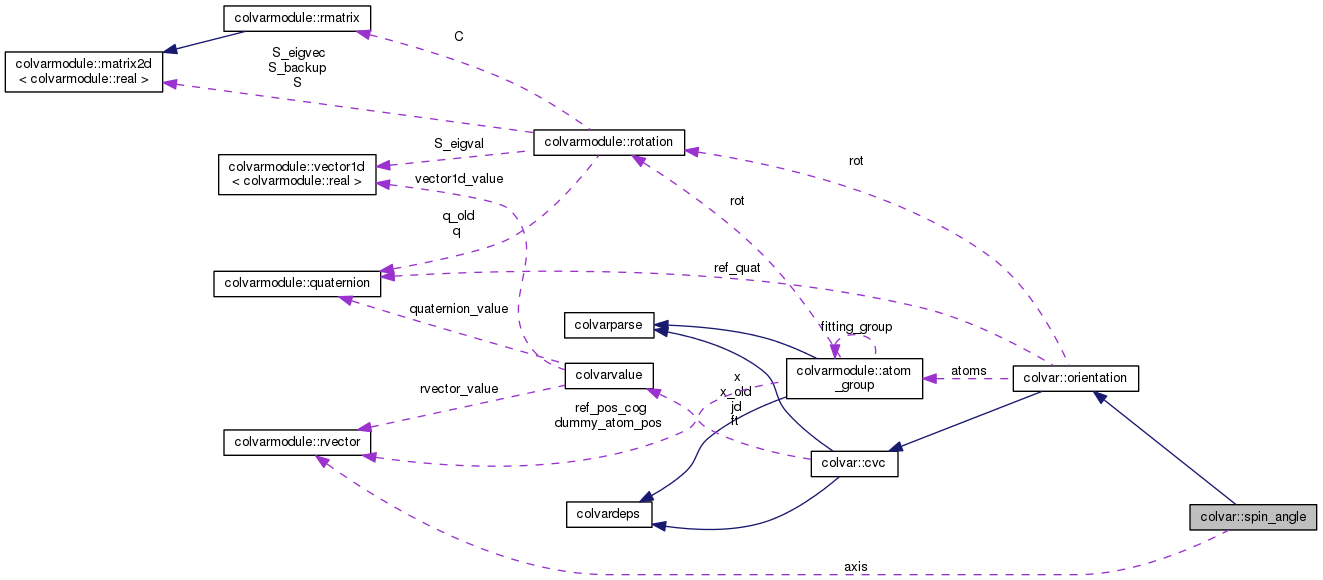 colvarmodule::rmatrix
C
S_eigvec
S_backup
S
colvarmodule::matrix2d
< colvarmodule::real >
colvarmodule::rotation
S_eigval
colvarmodule::vector1d
< colvarmodule::real >
vector1d_value
rot
rot
q_old
q
colvarmodule::quaternion
ref_quat
quaternion_value
colvarparse
fitting_group
colvarmodule::atom
_group
atoms
colvar::orientation
colvarvalue
rvector_value
x
x_old
jd
ft
ref_pos_cog
dummy_atom_pos
colvarmodule::rvector
colvar::cvc
colvardeps
colvar::spin_angle
axis